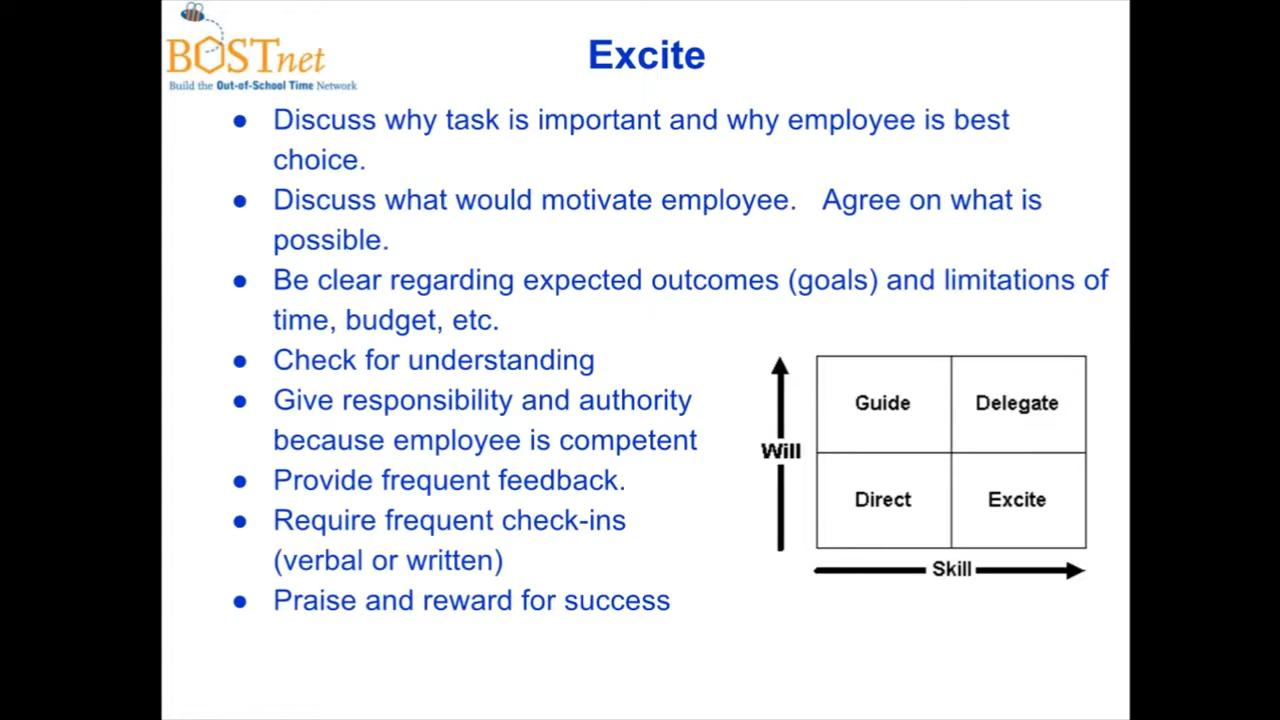 BOSTnet
Build the Out-of-School Time Network
Excite
● Discuss why task is important and why employee is best
choice.
● Discuss what would motivate employee. Agree on what is
possible.
● Be clear regarding expected outcomes (goals) and limitations of
time, budget, etc.
● Check for understanding
● Give responsibility and authority
because employee is competent
● Provide frequent feedback.
● Require frequent check-ins
(verbal or written)
● Praise and reward for success
Guide
Delegate
Will
Direct
Excite
Skill